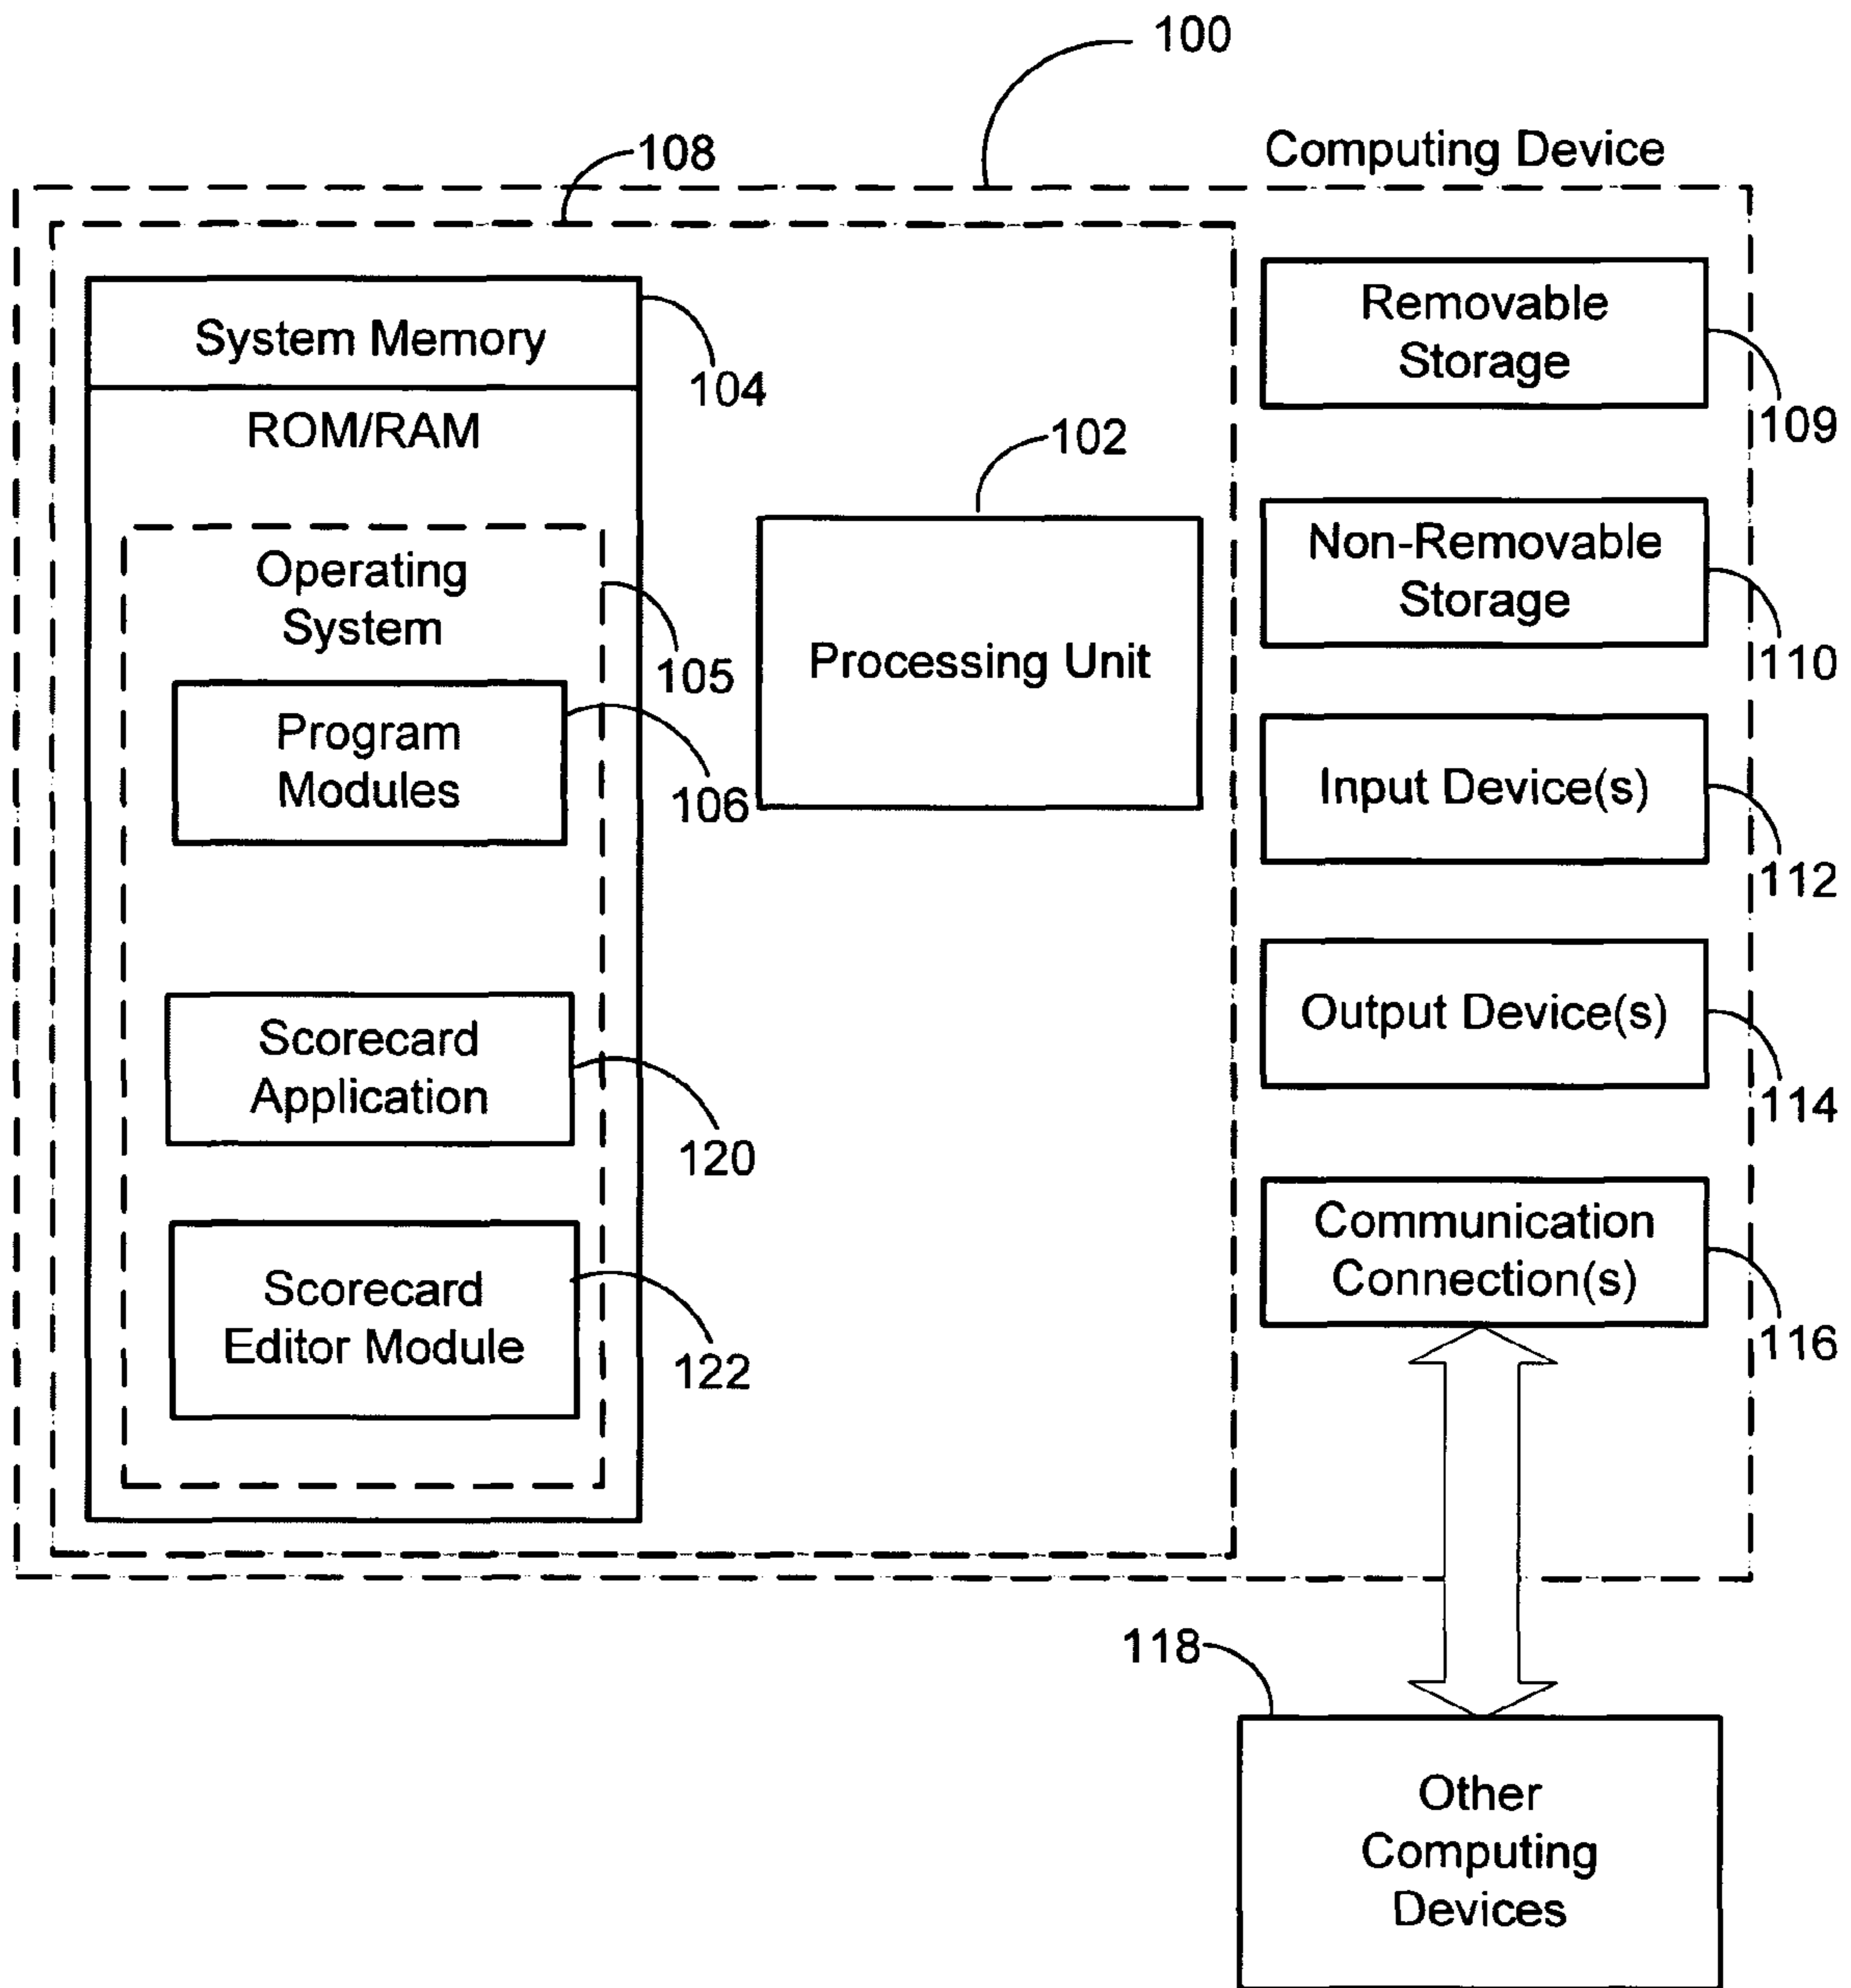 100
Computing Device
108
System Memory
104
ROM/RAM
Operating
System
105
Program
Modules
106
Scorecard
Application
120
Scorecard
Editor Module
122
102
Processing Unit
Removable
Storage
109
Non-Removable
Storage
110
Input Device(s)
112
Output Device(s)
114
Communication
Connection(s)
116
118
Other
Computing
Devices